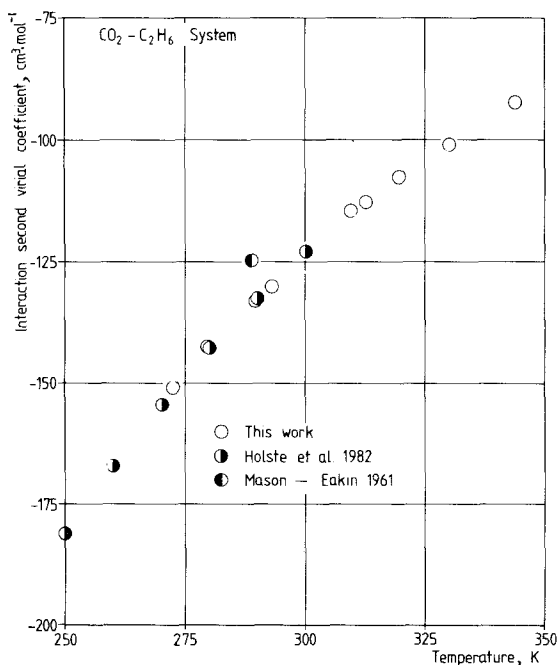 CO₂ – C₂H₆ System
Interaction second virial coefficient, cm³·mol⁻¹
-75
-100
-125
-150
-175
-200
This work
Holste et al. 1982
Mason – Eakin 1961
250
275
300
325
350
Temperature, K